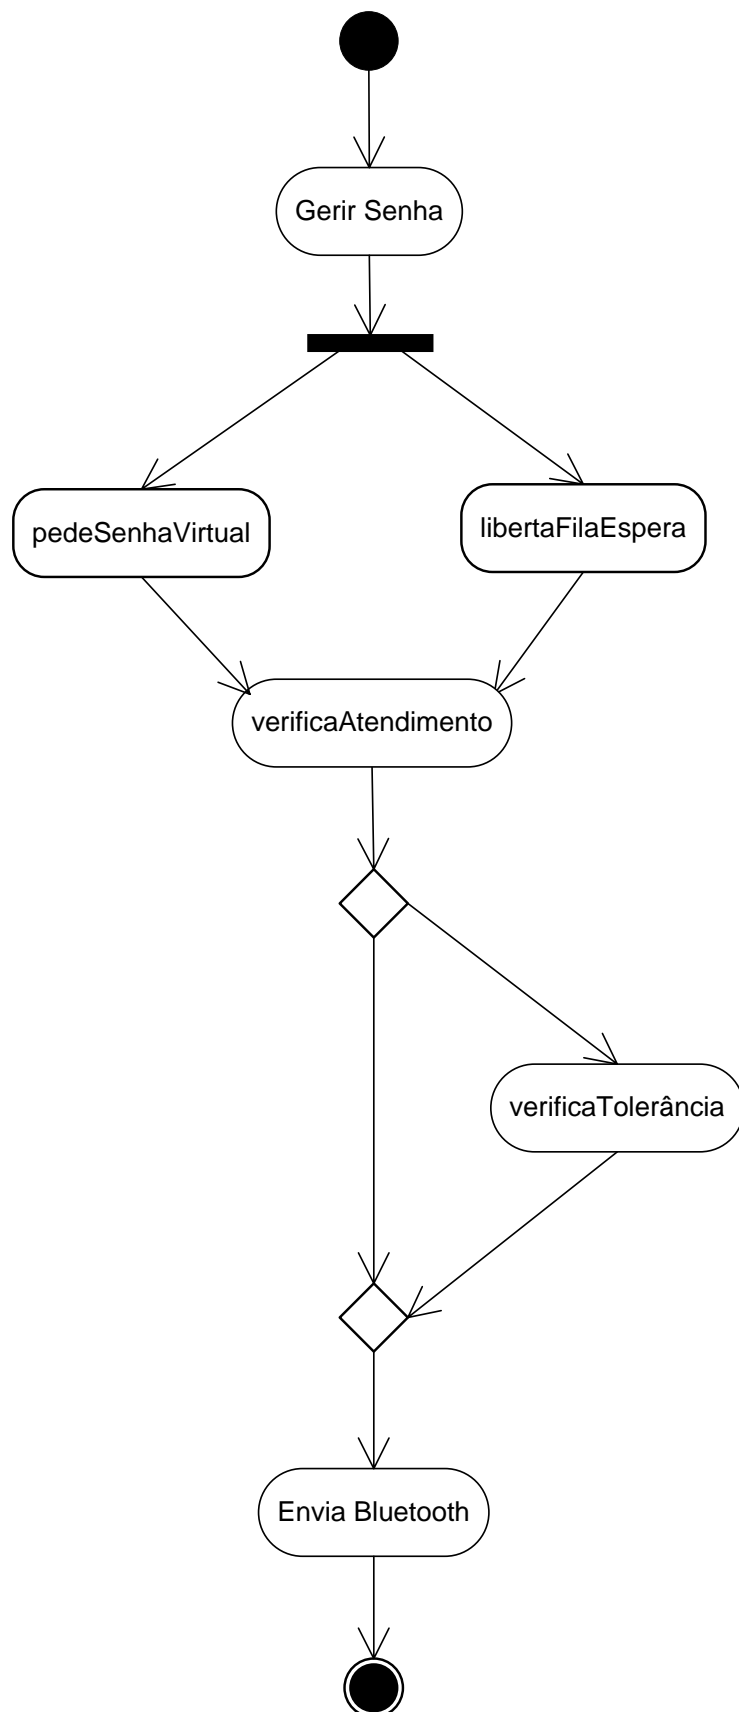 Gerir Senha
pedeSenhaVirtual
libertaFilaEspera
verificaAtendimento
verificaTolerância
Envia Bluetooth